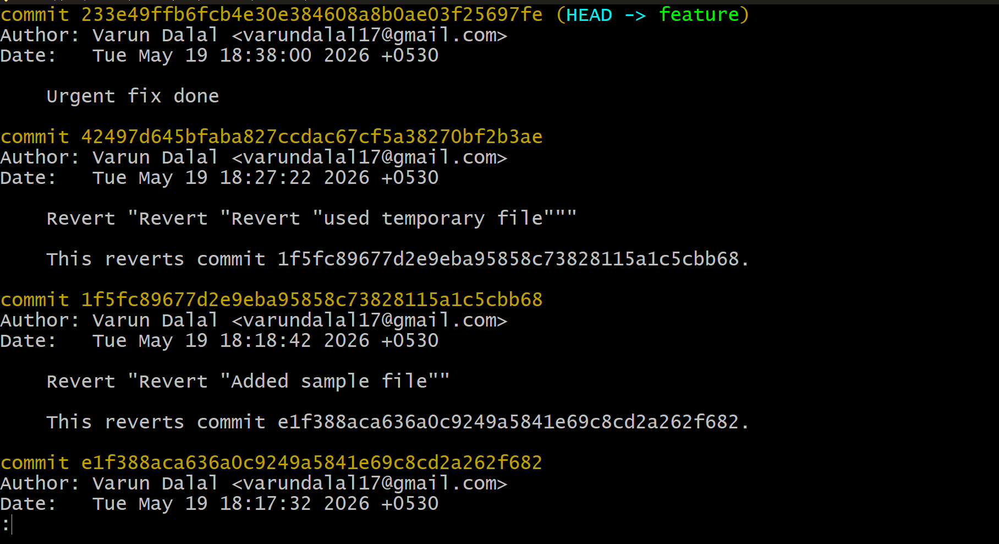 commit 233e49ffb6fcb4e30e384608a8b0ae03f25697fe (HEAD -> feature)
Author: Varun Dalal <varundalal17@gmail.com>
Date:   Tue May 19 18:38:00 2026 +0530
    Urgent fix done
commit 42497d645bfaba827ccdac67cf5a38270bf2b3ae
Author: Varun Dalal <varundalal17@gmail.com>
Date:   Tue May 19 18:27:22 2026 +0530
    Revert "Revert "Revert "used temporary file"""
    This reverts commit 1f5fc89677d2e9eba95858c73828115a1c5cbb68.
commit 1f5fc89677d2e9eba95858c73828115a1c5cbb68
Author: Varun Dalal <varundalal17@gmail.com>
Date:   Tue May 19 18:18:42 2026 +0530
    Revert "Revert "Added sample file""
    This reverts commit e1f388aca636a0c9249a5841e69c8cd2a262f682.
commit e1f388aca636a0c9249a5841e69c8cd2a262f682
Author: Varun Dalal <varundalal17@gmail.com>
Date:   Tue May 19 18:17:32 2026 +0530
: